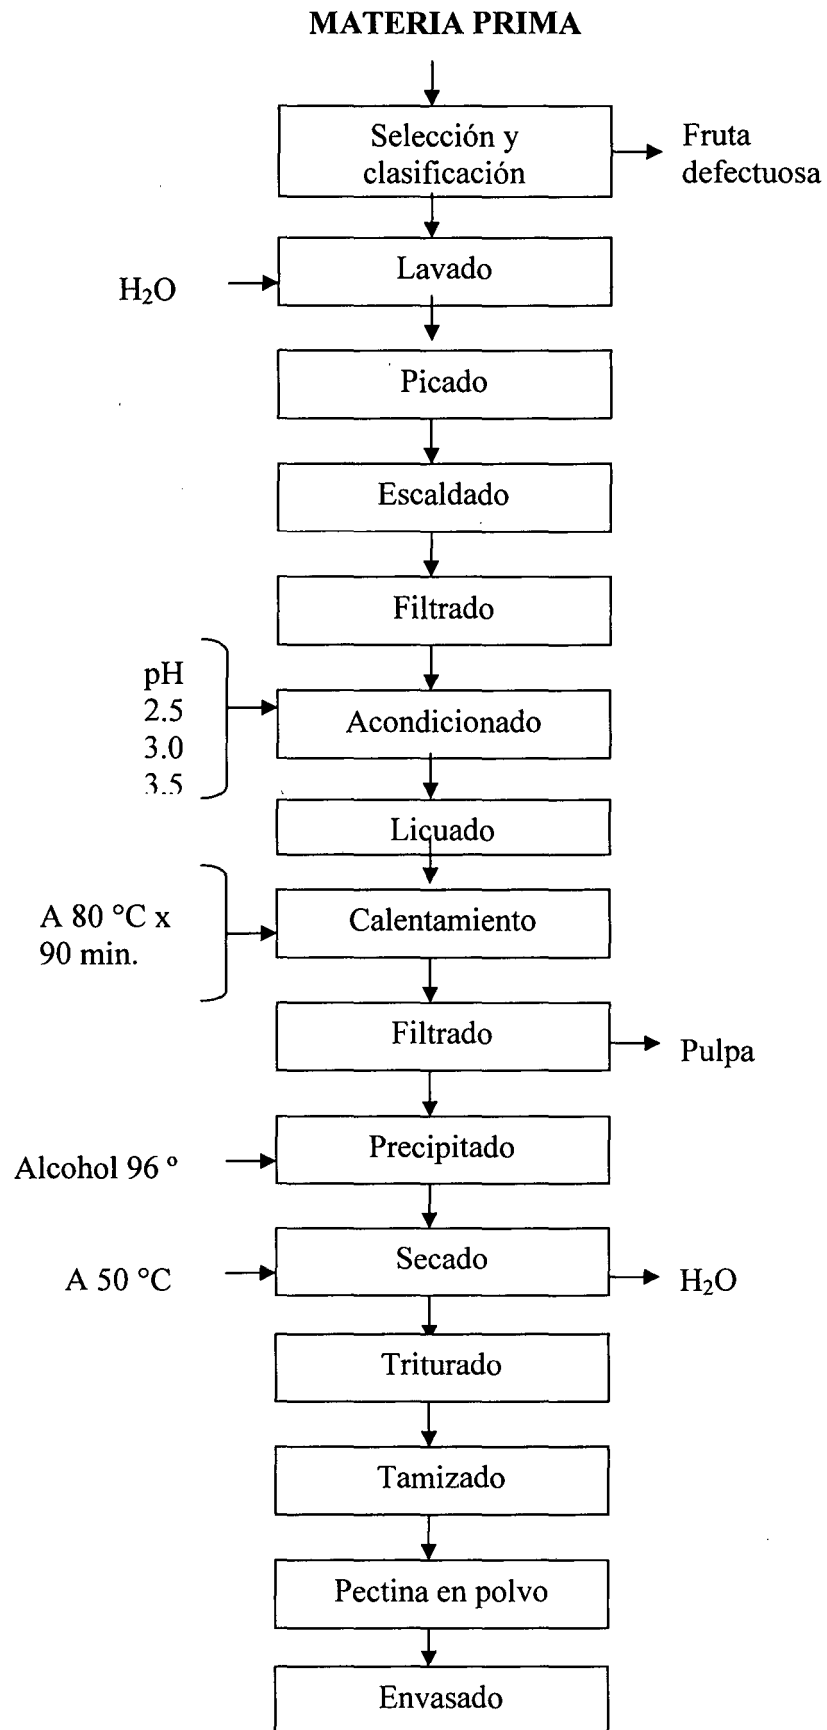 MATERIA PRIMA
Selección y
clasificación
Fruta
defectuosa
Lavado
H₂O
Picado
Escaldado
Filtrado
pH
2.5
3.0
3.5
Acondicionado
Licuado
A 80 °C x
90 min.
Calentamiento
Filtrado
Pulpa
Precipitado
Alcohol 96 º
Secado
A 50 °C
H₂O
Triturado
Tamizado
Pectina en polvo
Envasado